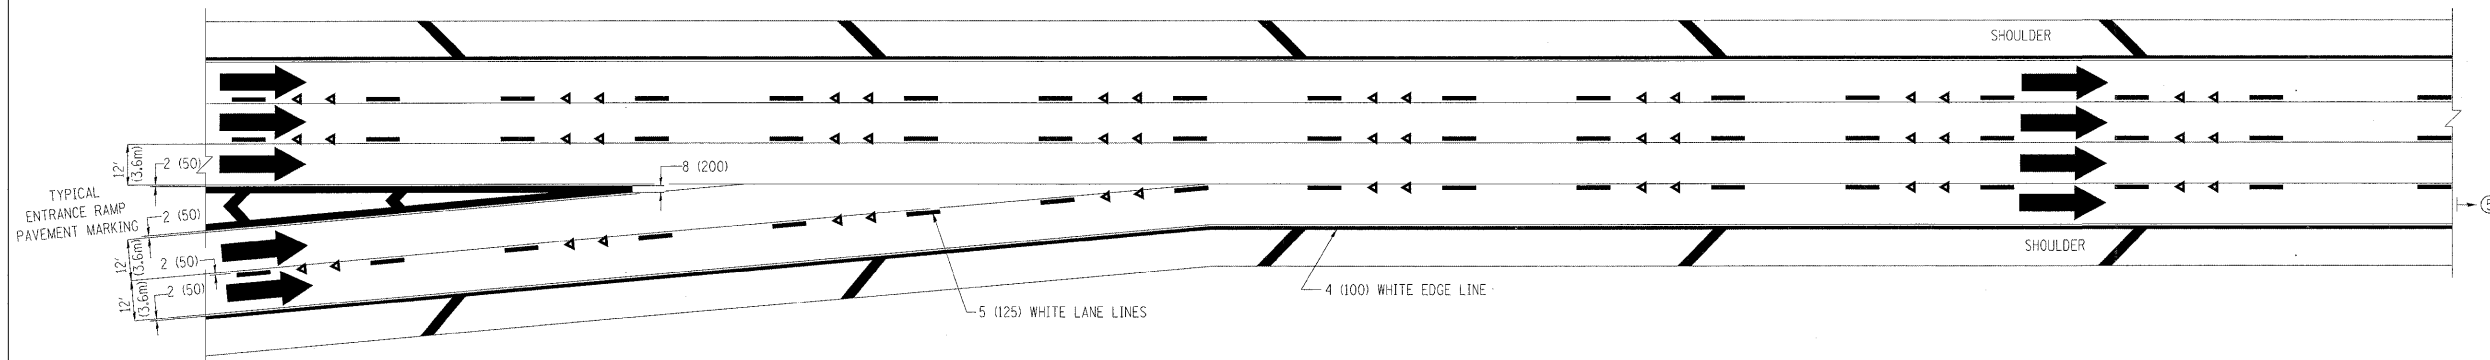 SHOULDER
12'
(3.6m)
2 (50)
8 (200)
TYPICAL
ENTRANCE RAMP
PAVEMENT MARKING
2 (50)
12'
(3.6m)
2 (50)
12'
(3.6m)
2 (50)
SHOULDER
4 (100) WHITE EDGE LINE
5 (125) WHITE LANE LINES